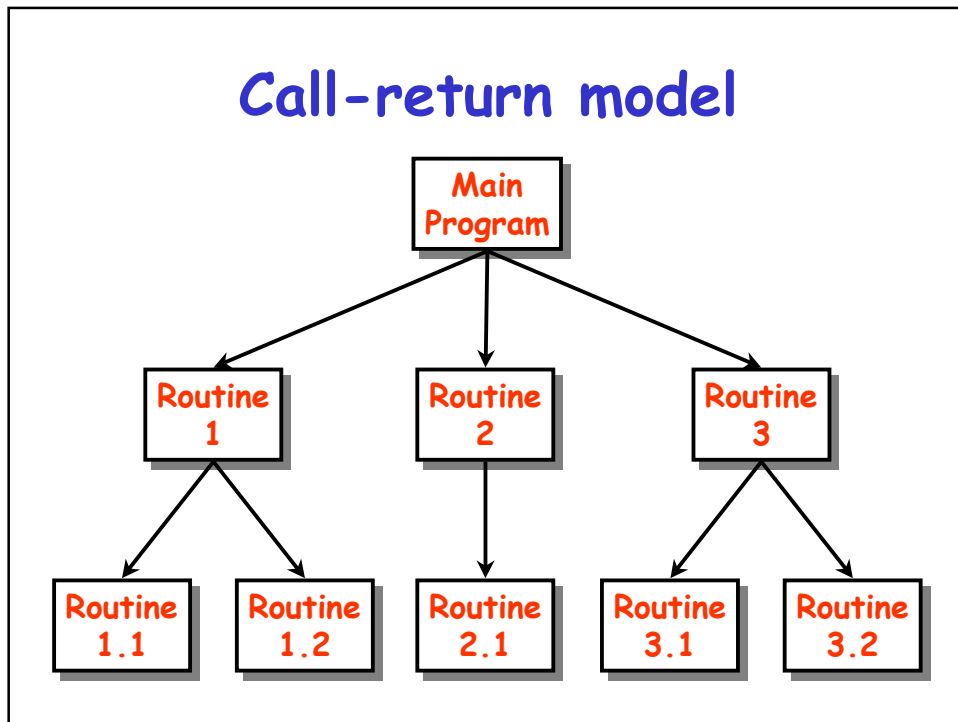 Call-return model
Main
Program
Routine
1
Routine
2
Routine
3
Routine
1.1
Routine
1.2
Routine
2.1
Routine
3.1
Routine
3.2